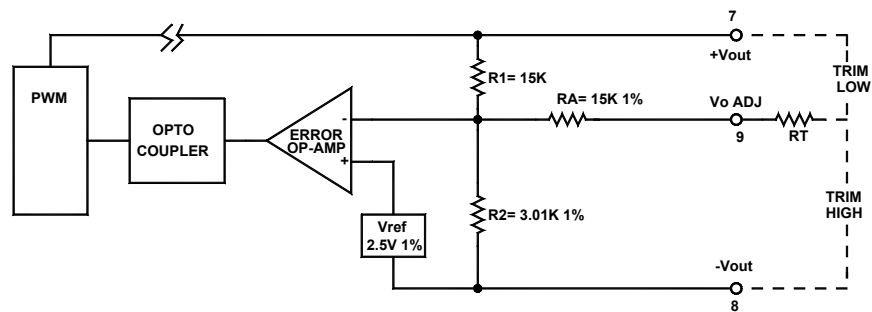 7
+Vout
R1= 15K
TRIM
LOW
PWM
RA= 15K 1%
Vo ADJ
OPTO
COUPLER
-
ERROR
OP-AMP
+
9
RT
Vref
2.5V 1%
R2= 3.01K 1%
TRIM
HIGH
-Vout
8